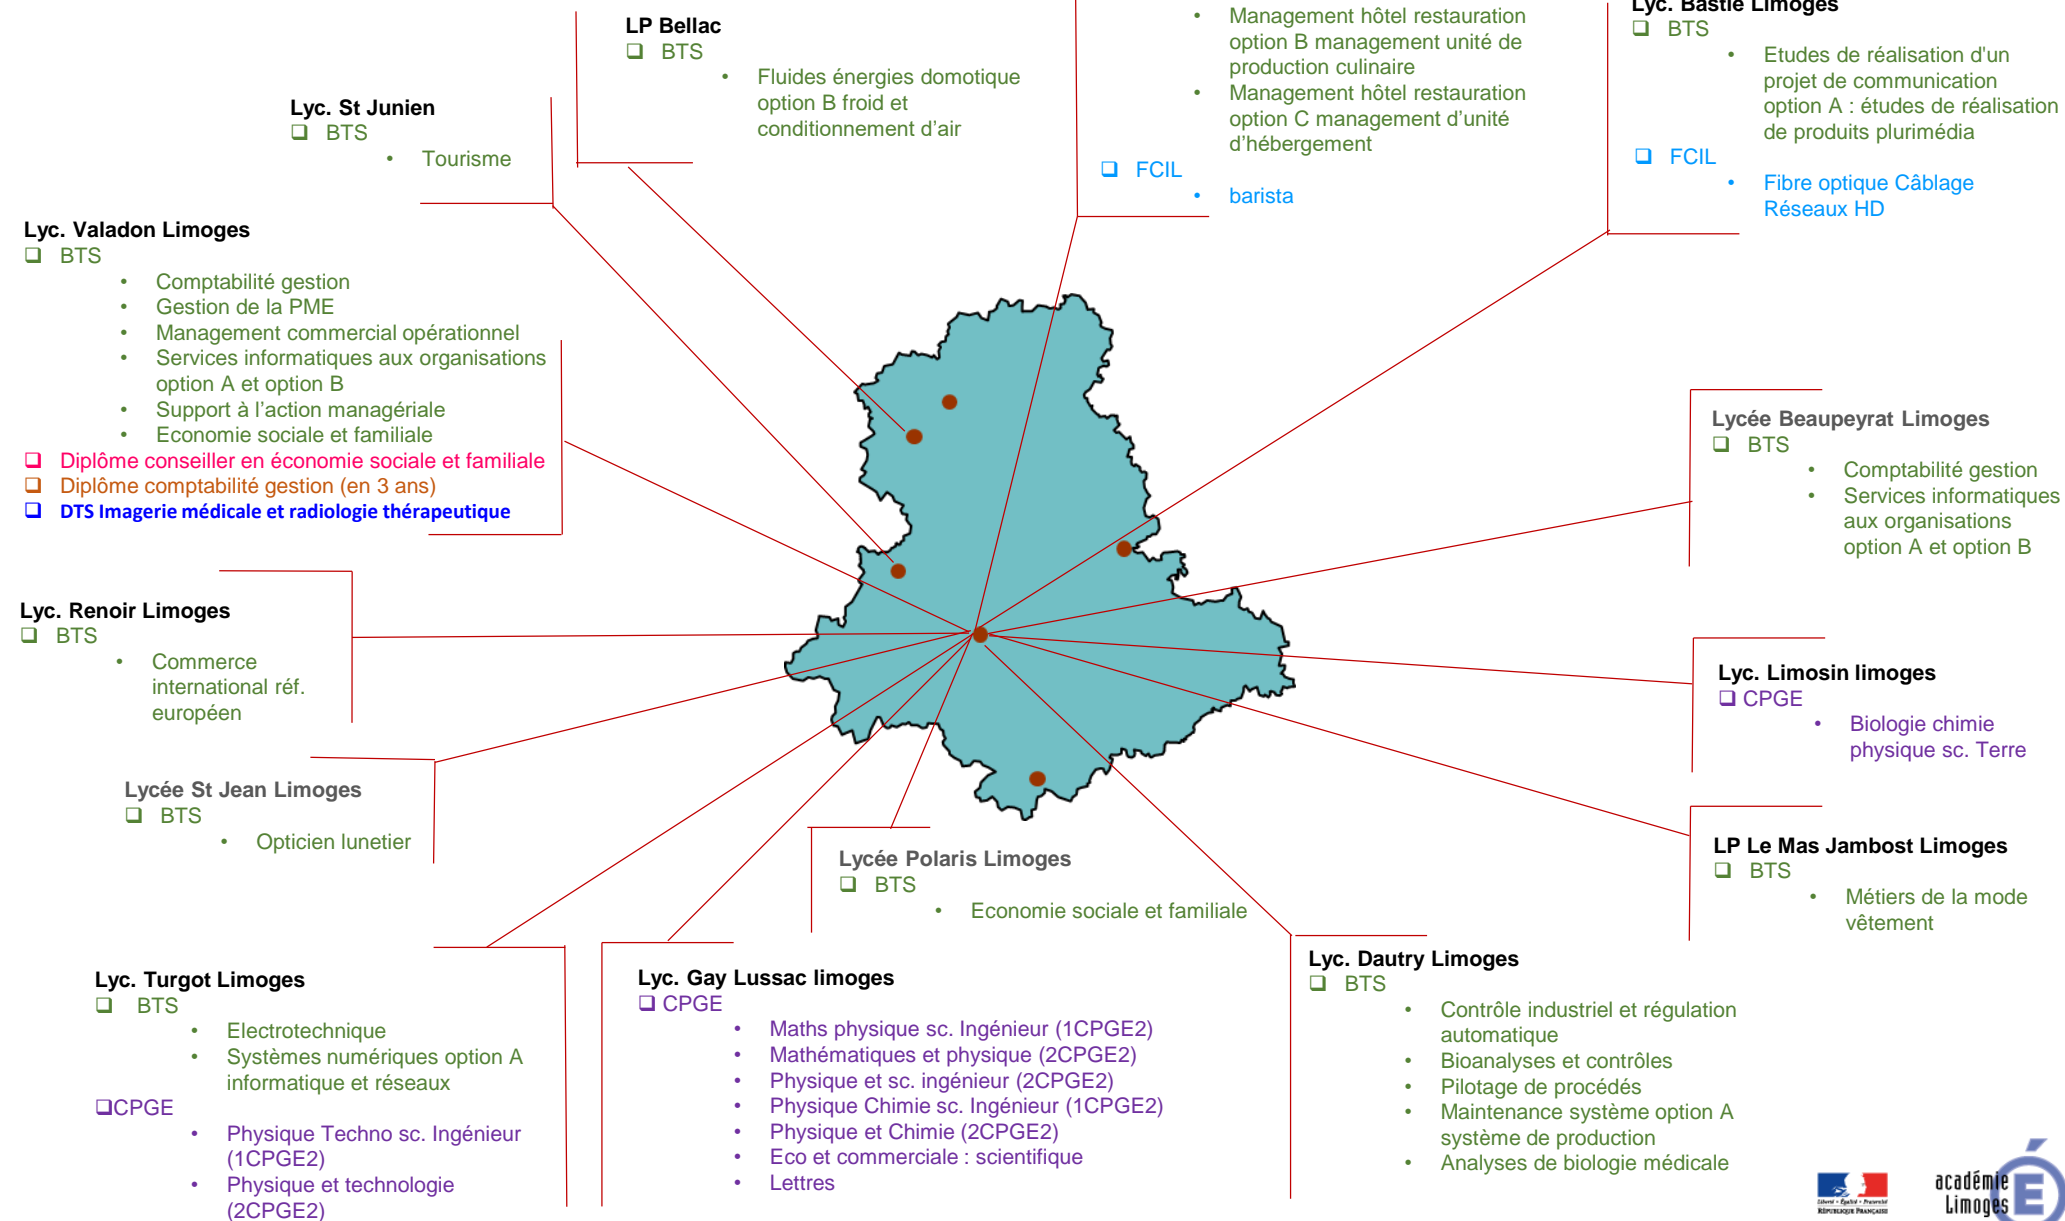 LP Bellac
BTS
• Fluides énergies domotique
option B froid et
conditionnement d'air
• Management hôtel restauration
option B management unité de
production culinaire
• Management hôtel restauration
option C management d'unité
d'hébergement
FCIL
• barista
Lyc. Bastié Limoges
BTS
• Etudes de réalisation d'un
projet de communication
option A : études de réalisation
de produits plurimédia
FCIL
• Fibre optique Câblage
Réseaux HD
Lyc. St Junien
BTS
• Tourisme
Lyc. Valadon Limoges
BTS
• Comptabilité gestion
• Gestion de la PME
• Management commercial opérationnel
• Services informatiques aux organisations
option A et option B
• Support à l'action managériale
• Economie sociale et familiale
Diplôme conseiller en économie sociale et familiale
Diplôme comptabilité gestion (en 3 ans)
DTS Imagerie médicale et radiologie thérapeutique
Lycée Beaupeyrat Limoges
BTS
• Comptabilité gestion
• Services informatiques
aux organisations
option A et option B
Lyc. Renoir Limoges
BTS
• Commerce
international réf.
européen
Lyc. Limosin limoges
CPGE
• Biologie chimie
physique sc. Terre
Lycée St Jean Limoges
BTS
• Opticien lunetier
Lycée Polaris Limoges
BTS
• Economie sociale et familiale
LP Le Mas Jambost Limoges
BTS
• Métiers de la mode
vêtement
Lyc. Turgot Limoges
BTS
• Electrotechnique
• Systèmes numériques option A
informatique et réseaux
CPGE
• Physique Techno sc. Ingénieur
(1CPGE2)
• Physique et technologie
(2CPGE2)
Lyc. Gay Lussac limoges
CPGE
• Maths physique sc. Ingénieur (1CPGE2)
• Mathématiques et physique (2CPGE2)
• Physique et sc. ingénieur (2CPGE2)
• Physique Chimie sc. Ingénieur (1CPGE2)
• Physique et Chimie (2CPGE2)
• Eco et commerciale : scientifique
• Lettres
Lyc. Dautry Limoges
BTS
• Contrôle industriel et régulation
automatique
• Bioanalyses et contrôles
• Pilotage de procédés
• Maintenance système option A
système de production
• Analyses de biologie médicale
Liberté • Égalité • Fraternité
RÉPUBLIQUE FRANÇAISE
académie
Limoges
É